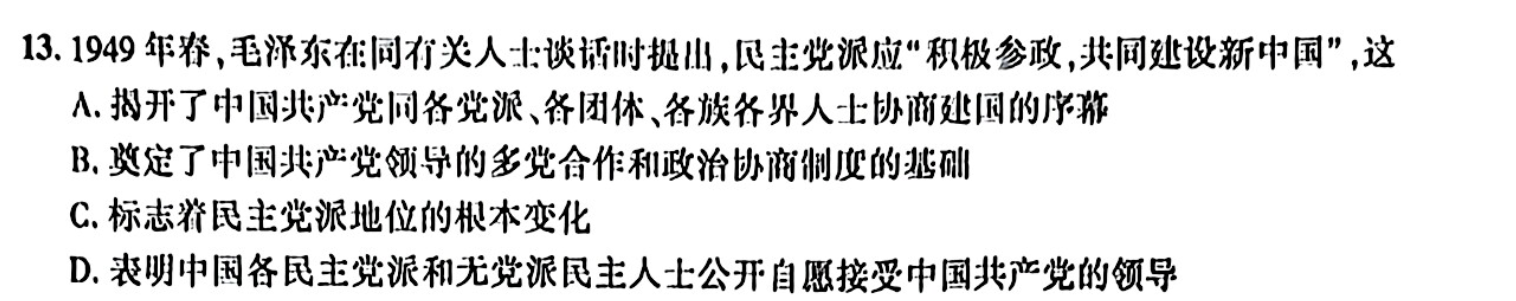 13. 1949 年春,毛泽东在同有关人士谈话时提出,民主党派应“积极参政,共同建设新中国”,这
A. 揭开了中国共产党同各党派、各团体、各族各界人士协商建国的序幕
B. 奠定了中国共产党领导的多党合作和政治协商制度的基础
C. 标志着民主党派地位的根本变化
D. 表明中国各民主党派和无党派民主人士公开自愿接受中国共产党的领导